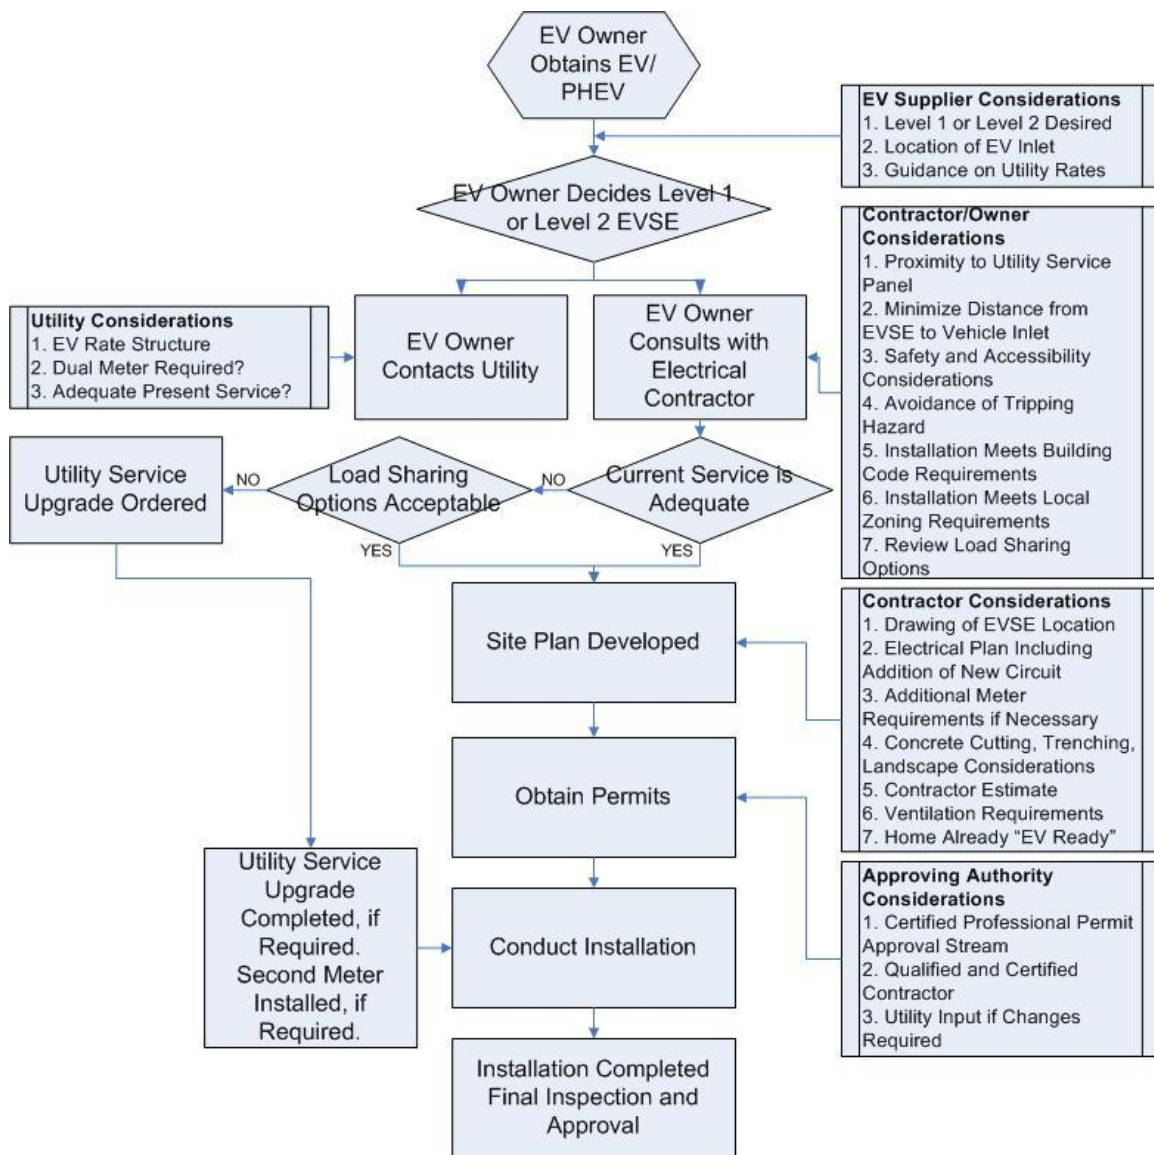 EV Owner
Obtains EV/
PHEV
EV Supplier Considerations
1. Level 1 or Level 2 Desired
2. Location of EV Inlet
3. Guidance on Utility Rates
EV Owner Decides Level 1
or Level 2 EVSE
Contractor/Owner
Considerations
1. Proximity to Utility Service
Panel
2. Minimize Distance from
EVSE to Vehicle Inlet
3. Safety and Accessibility
Considerations
4. Avoidance of Tripping
Hazard
5. Installation Meets Building
Code Requirements
6. Installation Meets Local
Zoning Requirements
7. Review Load Sharing
Options
Utility Considerations
1. EV Rate Structure
2. Dual Meter Required?
3. Adequate Present Service?
EV Owner
Contacts Utility
EV Owner
Consults with
Electrical
Contractor
Utility Service
Upgrade Ordered
NO
Load Sharing
Options Acceptable
NO
Current Service is
Adequate
YES
YES
Site Plan Developed
Contractor Considerations
1. Drawing of EVSE Location
2. Electrical Plan Including
Addition of New Circuit
3. Additional Meter
Requirements if Necessary
4. Concrete Cutting, Trenching,
Landscape Considerations
5. Contractor Estimate
6. Ventilation Requirements
7. Home Already “EV Ready”
Obtain Permits
Approving Authority
Considerations
1. Certified Professional Permit
Approval Stream
2. Qualified and Certified
Contractor
3. Utility Input if Changes
Required
Utility Service
Upgrade
Completed, if
Required.
Second Meter
Installed, if
Required.
Conduct Installation
Installation Completed
Final Inspection and
Approval